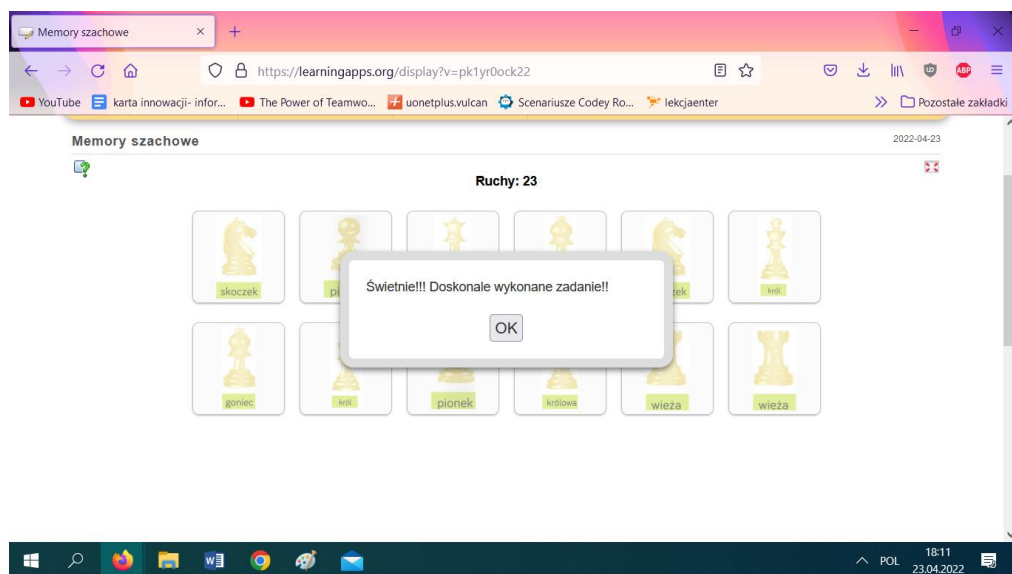 Memory szachowe
https://learningapps.org/display?v=pk1yr0ock22
YouTube karta innowacji- infor... The Power of Teamwo... uonetplus.vulcan Scenariusze Codey Ro... lekcjaenter Pozostałe zakładki
Memory szachowe 2022-04-23
Ruchy: 23
Świetnie!!! Doskonale wykonane zadanie!!
OK
skoczek król
goniec król pionek królowa wieża wieża
POL 18:11
23.04.2022